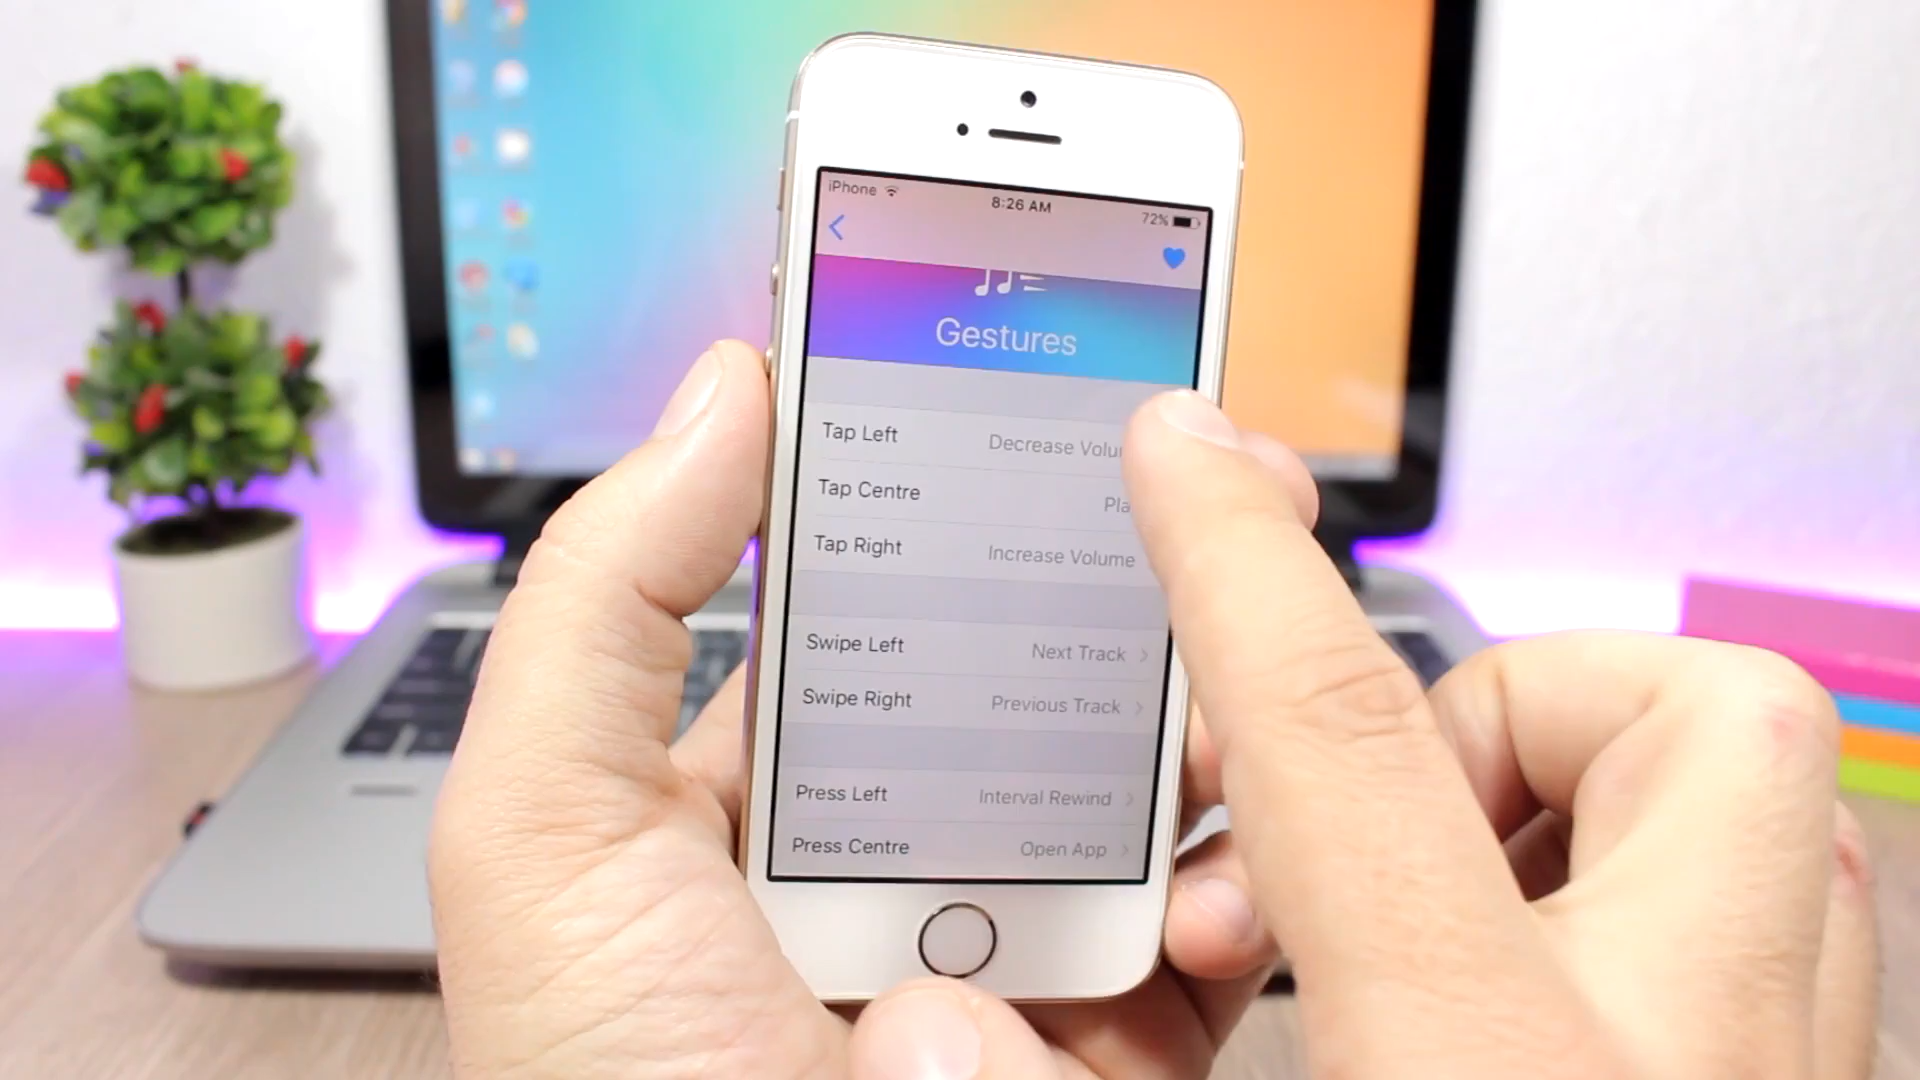 iPhone
8:26 AM
72%
Gestures
Tap Left Decrease
Tap Centre
Tap Right Increase Volume
Swipe Left Next Track
Swipe Right Previous Track
Press Left Interval Rewind
Press Centre Open App